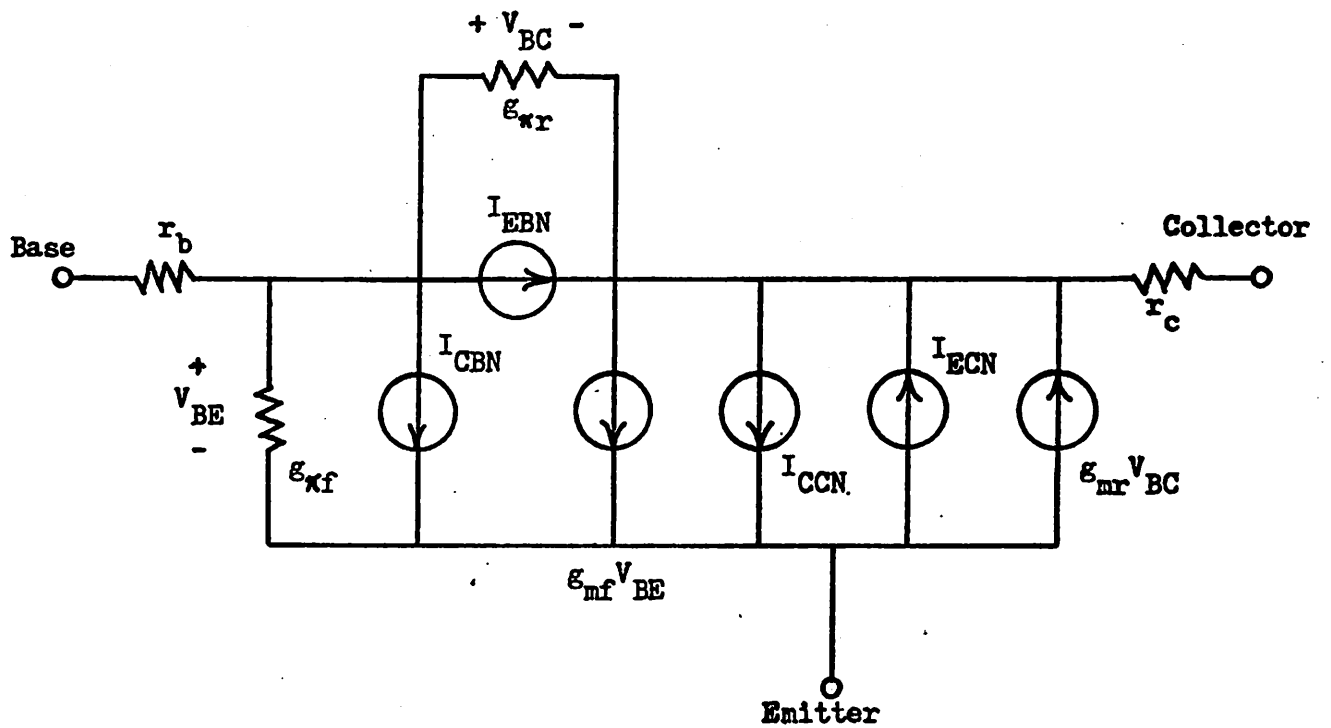 + V_BC -
g_πr
I_EBN
Base
r_b
Collector
r_c
I_CBN
I_ECN
+
V_BE
-
g_πf
I_CCN.
g_mr V_BC
g_mf V_BE
Emitter